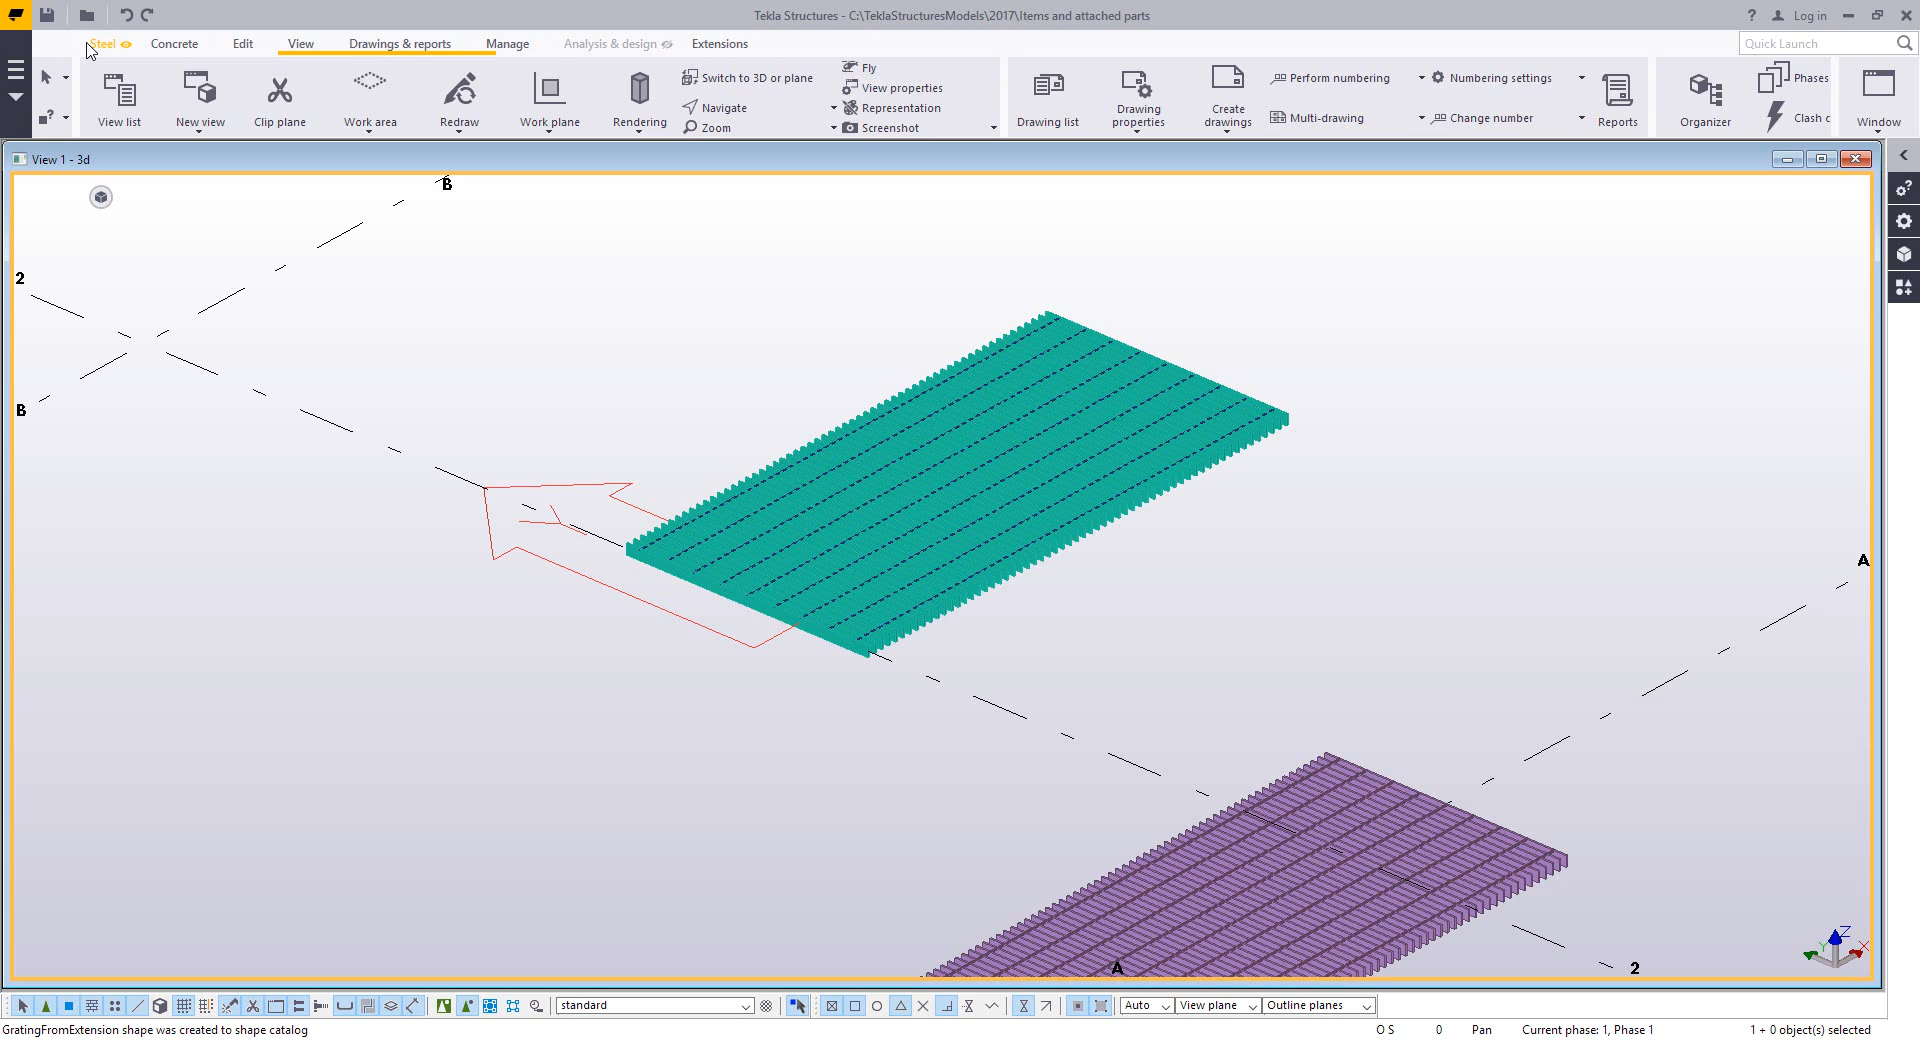 Tekla Structures - C:\TeklaStructuresModels\2017\Items and attached parts
? Log in
Steel Concrete Edit View Drawings & reports Manage Analysis & design Extensions
Quick Launch
View list
New view
Clip plane
Work area
Redraw
Work plane
Rendering
Switch to 3D or plane
Navigate
Zoom
Fly
View properties
Representation
Screenshot
Drawing list
Drawing
properties
Create
drawings
Perform numbering
Multi-drawing
Numbering settings
Change number
Reports
Organizer
Phases
Clash c
Window
View 1 - 3d
B
2
B
A
A
2
Z
Y
X
standard
Auto
View plane
Outline planes
GratingFromExtension shape was created to shape catalog
O S 0 Pan Current phase: 1, Phase 1 1 + 0 object(s) selected